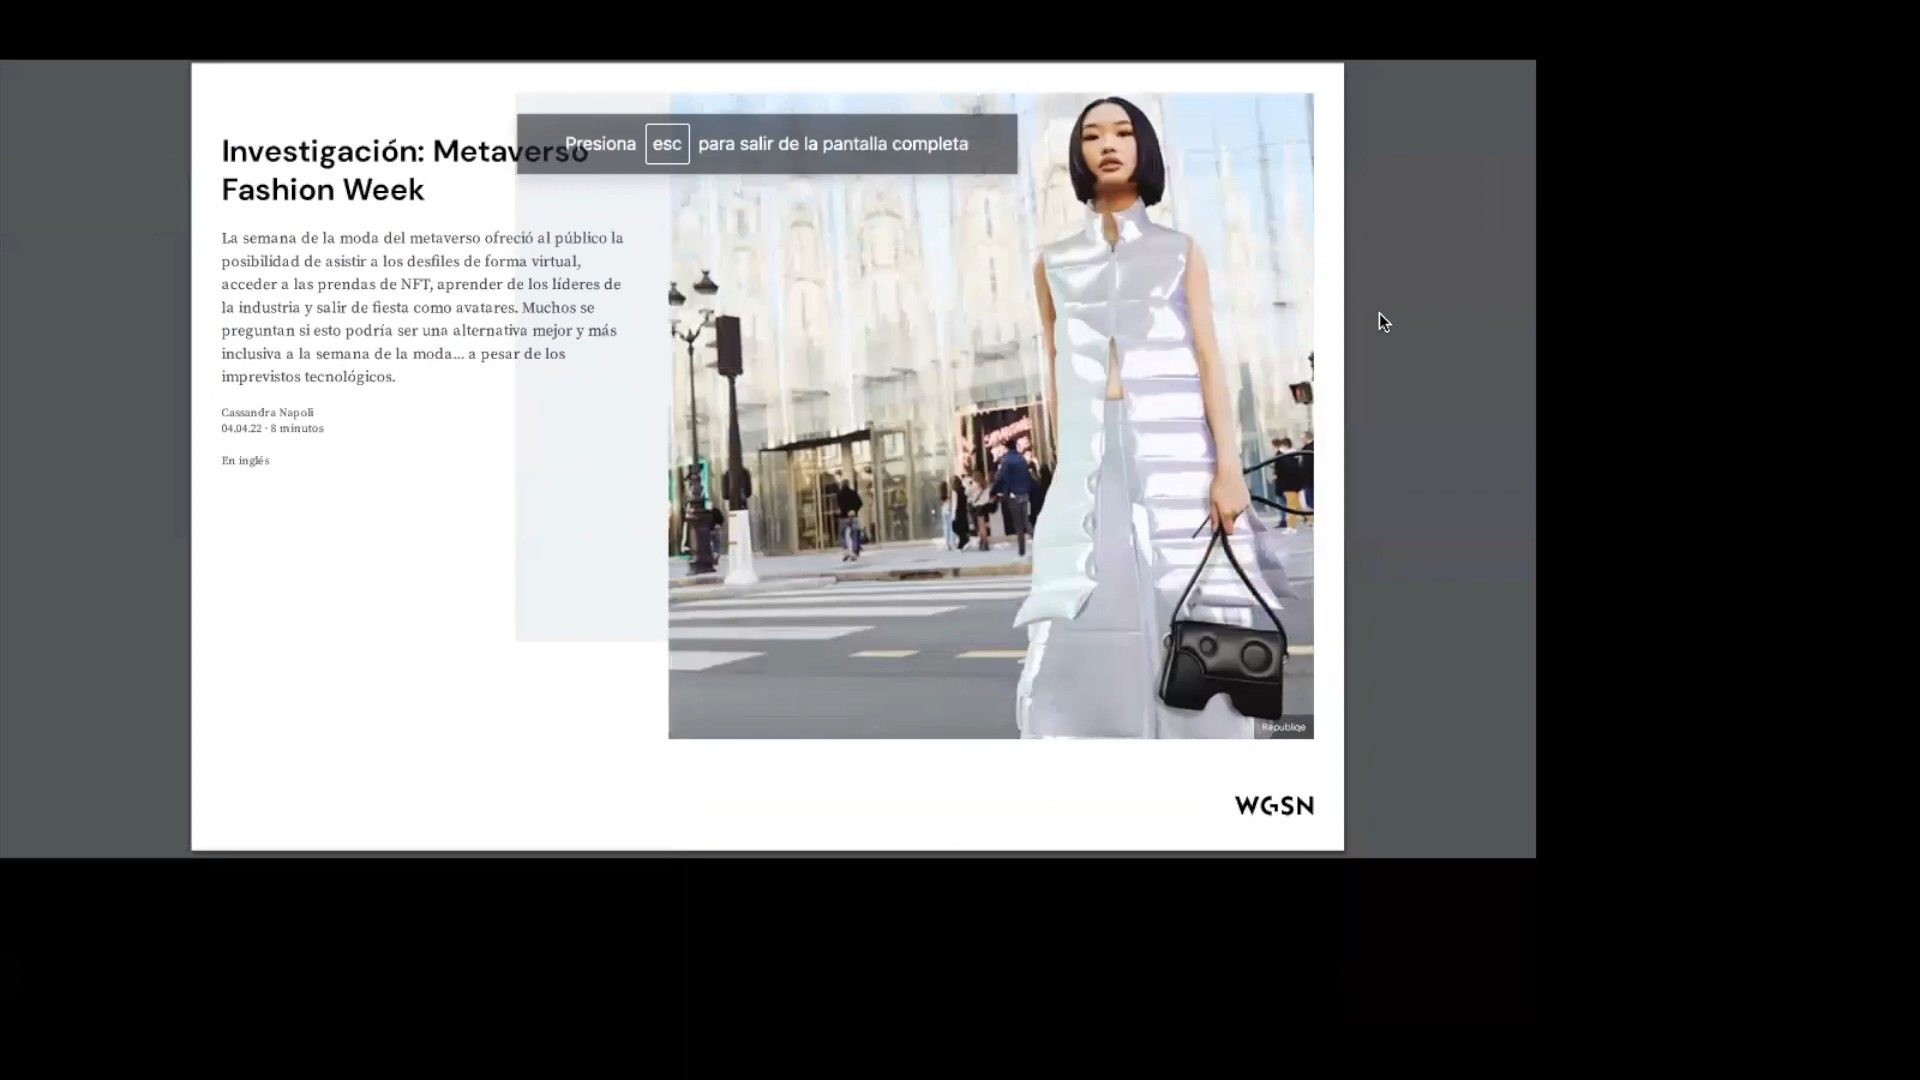 Investigación: Metaverso
Fashion Week
Presiona esc para salir de la pantalla completa
La semana de la moda del metaverso ofreció al público la
posibilidad de asistir a los desfiles de forma virtual,
acceder a las prendas de NFT, aprender de los líderes de
la industria y salir de fiesta como avatares. Muchos se
preguntan si esto podría ser una alternativa mejor y más
inclusiva a la semana de la moda... a pesar de los
imprevistos tecnológicos.
Cassandra Napoli
04.04.22 · 8 minutos
En inglés
Republiqe
WGSN